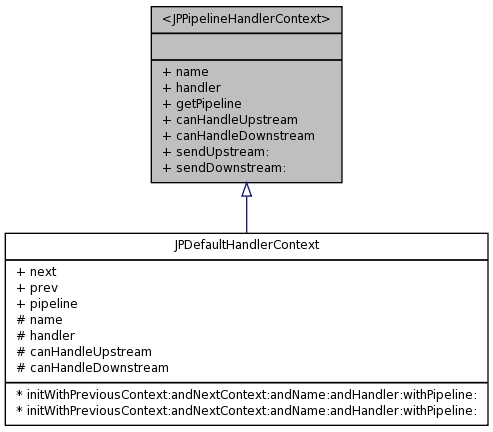 <JPPipelineHandlerContext>
+ name
+ handler
+ getPipeline
+ canHandleUpstream
+ canHandleDownstream
+ sendUpstream:
+ sendDownstream:
JPDefaultHandlerContext
+ next
+ prev
+ pipeline
# name
# handler
# canHandleUpstream
# canHandleDownstream
* initWithPreviousContext:andNextContext:andName:andHandler:withPipeline:
* initWithPreviousContext:andNextContext:andName:andHandler:withPipeline: